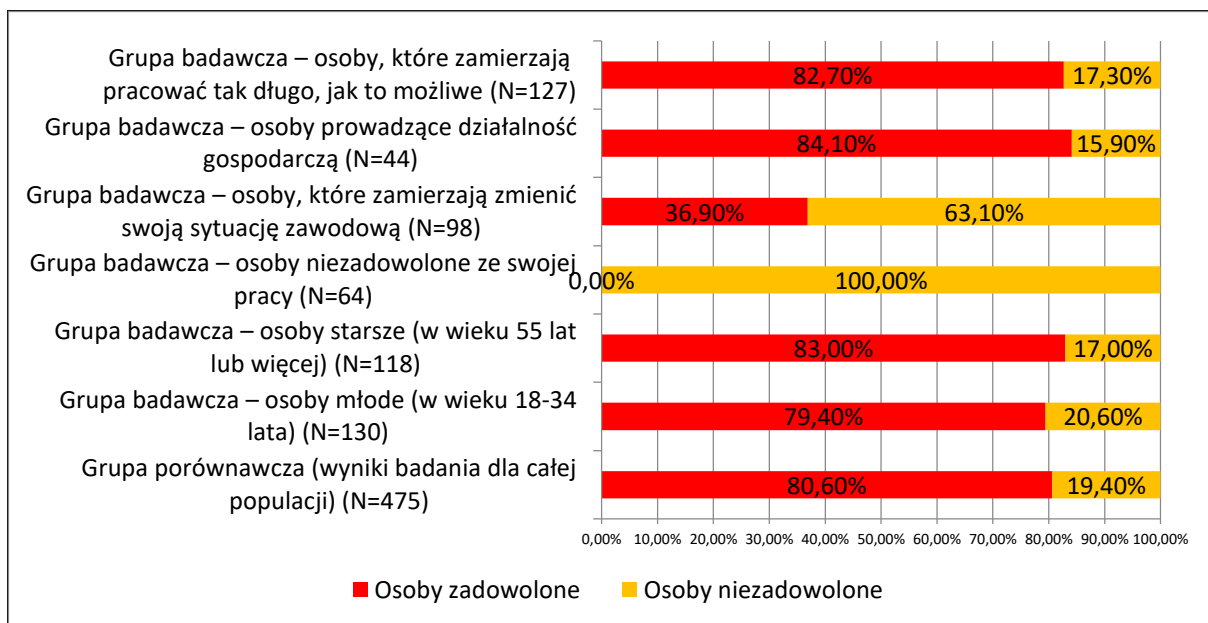 Grupa badawcza – osoby, które zamierzają
pracować tak długo, jak to możliwe (N=127)
82,70% 17,30%
Grupa badawcza – osoby prowadzące działalność
gospodarczą (N=44)
84,10% 15,90%
Grupa badawcza – osoby, które zamierzają zmienić
swoją sytuację zawodową (N=98)
36,90% 63,10%
Grupa badawcza – osoby niezadowolone ze swojej
pracy (N=64)
0,00% 100,00%
Grupa badawcza – osoby starsze (w wieku 55 lat
lub więcej) (N=118)
83,00% 17,00%
Grupa badawcza – osoby młode (w wieku 18-34
lata) (N=130)
79,40% 20,60%
Grupa porównawcza (wyniki badania dla całej
populacji) (N=475)
80,60% 19,40%
0,00% 10,00% 20,00% 30,00% 40,00% 50,00% 60,00% 70,00% 80,00% 90,00% 100,00%
Osoby zadowolone Osoby niezadowolone